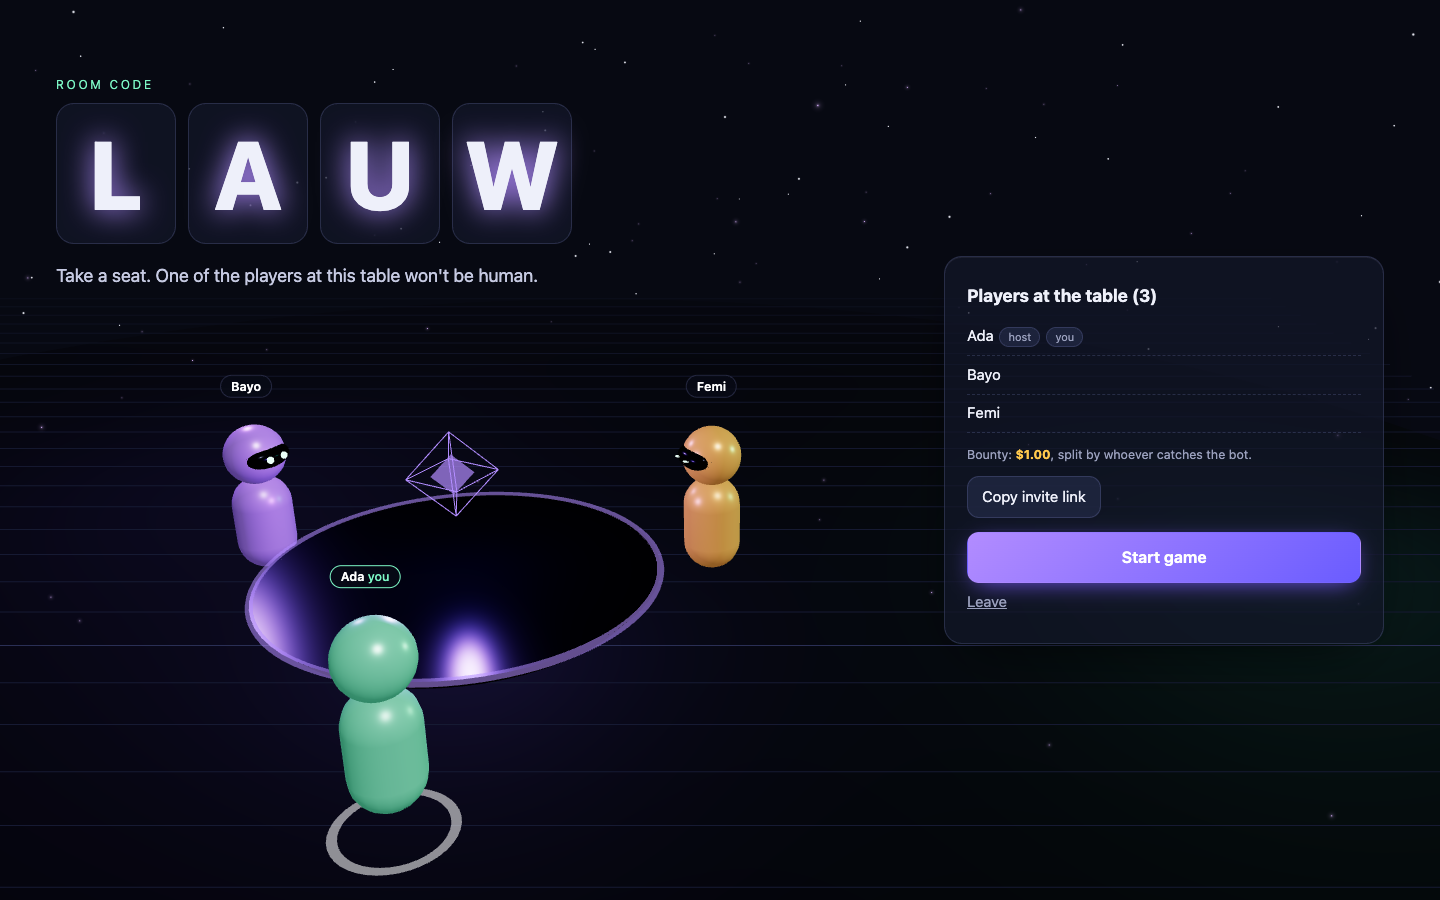 ROOM CODE
L A U W
Take a seat. One of the players at this table won't be human.
Players at the table (3)
Ada host you
Bayo
Femi
Bounty: $1.00, split by whoever catches the bot.
Copy invite link
Start game
Leave
Bayo
Femi
Ada you